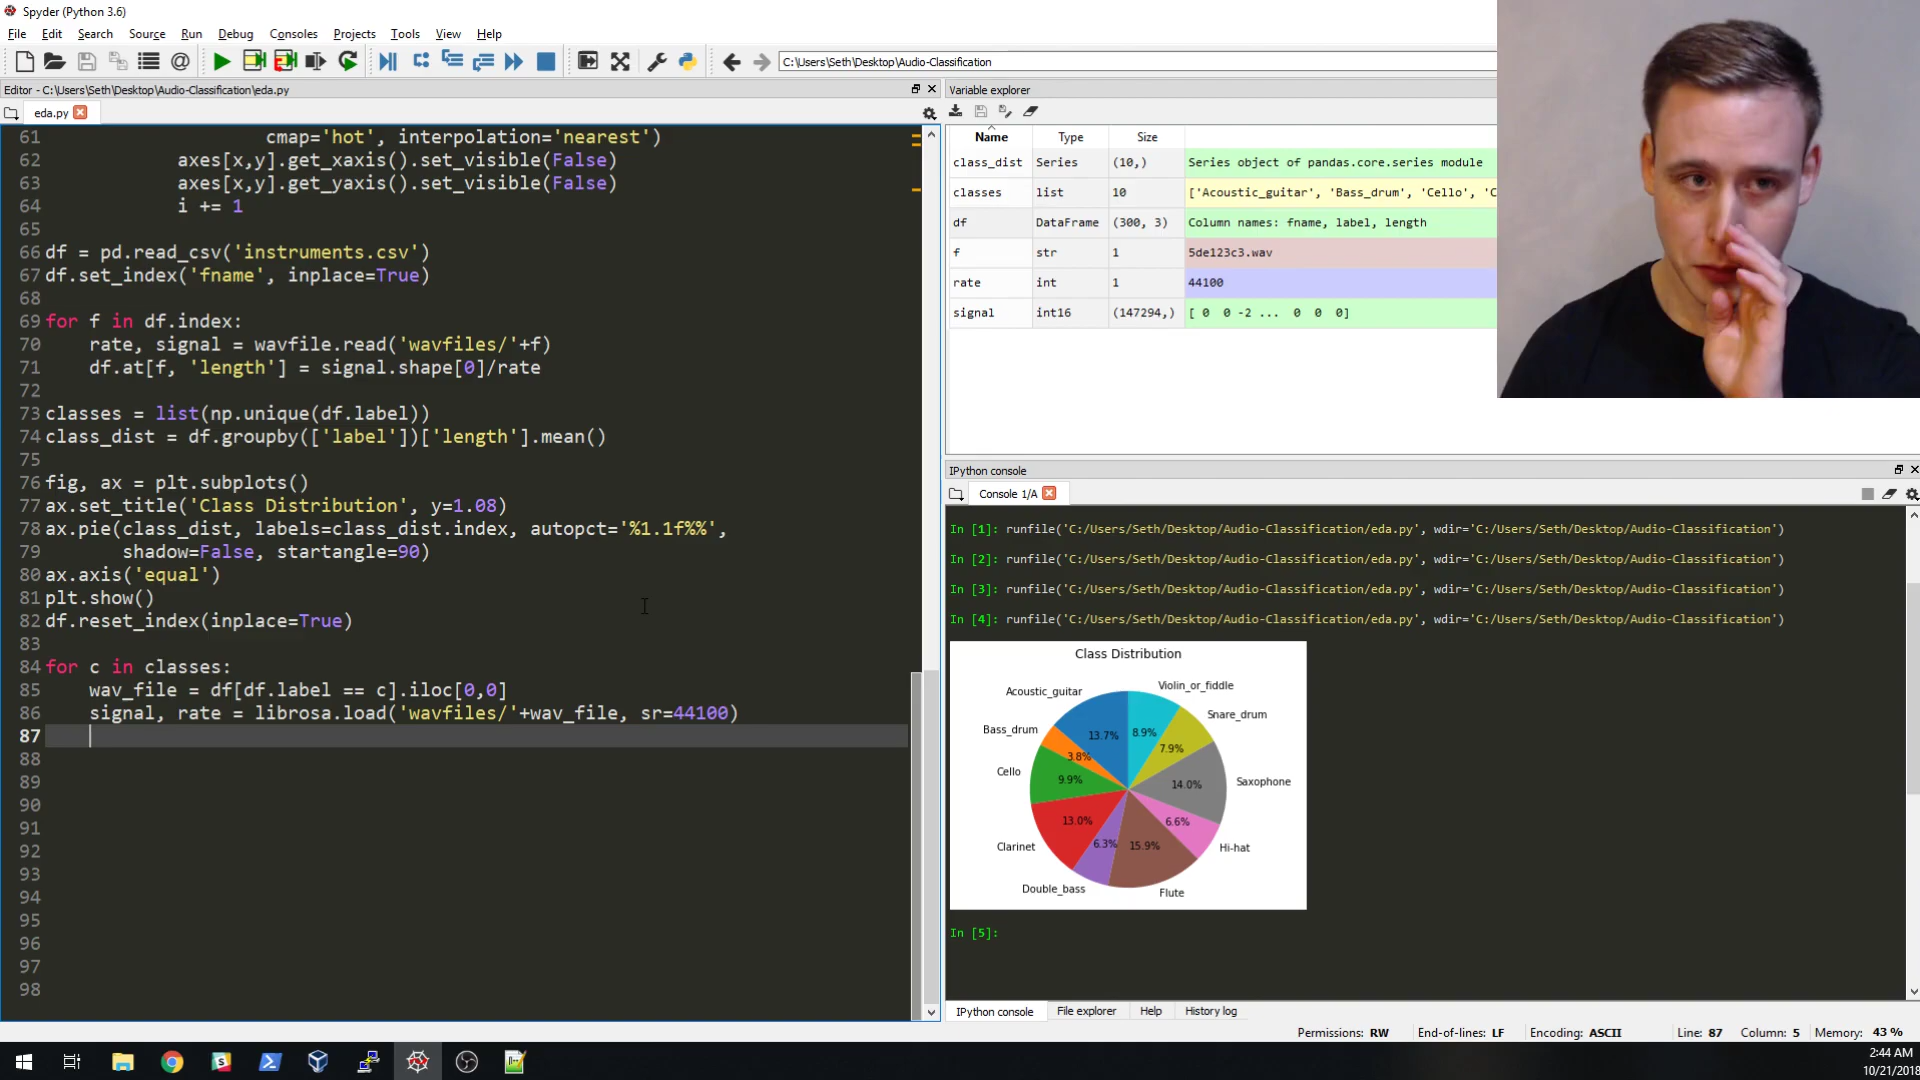 Spyder (Python 3.6)
File Edit Search Source Run Debug Consoles Projects Tools View Help
C:\Users\Seth\Desktop\Audio-Classification
Editor - C:\Users\Seth\Desktop\Audio-Classification\eda.py
eda.py
61 cmap='hot', interpolation='nearest')
62 axes[x,y].get_xaxis().set_visible(False)
63 axes[x,y].get_yaxis().set_visible(False)
64 i += 1
65
66 df = pd.read_csv('instruments.csv')
67 df.set_index('fname', inplace=True)
68
69 for f in df.index:
70 rate, signal = wavfile.read('wavfiles/'+f)
71 df.at[f, 'length'] = signal.shape[0]/rate
72
73 classes = list(np.unique(df.label))
74 class_dist = df.groupby(['label'])['length'].mean()
75
76 fig, ax = plt.subplots()
77 ax.set_title('Class Distribution', y=1.08)
78 ax.pie(class_dist, labels=class_dist.index, autopct='%1.1f%%',
79 shadow=False, startangle=90)
80 ax.axis('equal')
81 plt.show()
82 df.reset_index(inplace=True)
83
84 for c in classes:
85 wav_file = df[df.label == c].iloc[0,0]
86 signal, rate = librosa.load('wavfiles/'+wav_file, sr=44100)
87
88
89
90
91
92
93
94
95
96
97
98
Variable explorer
Name Type Size
class_dist Series (10,) Series object of pandas.core.series module
classes list 10 ['Acoustic_guitar', 'Bass_drum', 'Cello', 'C
df DataFrame (300, 3) Column names: fname, label, length
f str 1 5de123c3.wav
rate int 1 44100
signal int16 (147294,) [ 0 0 -2 ... 0 0 0]
IPython console
Console 1/A
In [1]: runfile('C:/Users/Seth/Desktop/Audio-Classification/eda.py', wdir='C:/Users/Seth/Desktop/Audio-Classification')
In [2]: runfile('C:/Users/Seth/Desktop/Audio-Classification/eda.py', wdir='C:/Users/Seth/Desktop/Audio-Classification')
In [3]: runfile('C:/Users/Seth/Desktop/Audio-Classification/eda.py', wdir='C:/Users/Seth/Desktop/Audio-Classification')
In [4]: runfile('C:/Users/Seth/Desktop/Audio-Classification/eda.py', wdir='C:/Users/Seth/Desktop/Audio-Classification')
Class Distribution
Acoustic_guitar 13.7%
Bass_drum 3.8%
Cello 9.9%
Clarinet 13.0%
Double_bass 6.3%
Flute 15.9%
Hi-hat 6.6%
Saxophone 14.0%
Snare_drum 7.9%
Violin_or_fiddle 8.9%
In [5]:
IPython console File explorer Help History log
Permissions: RW End-of-lines: LF Encoding: ASCII Line: 87 Column: 5 Memory: 43 %
2:44 AM
10/21/2018